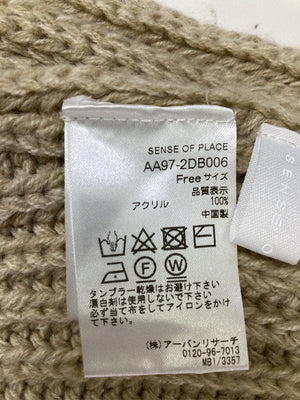 SENSE OF PLACE
AA97-2DB006
Free サイズ
品質表示
100%
アクリル
中国製
タンブラー乾燥はお避け下さい
漂白剤は使用しないで下さい
必ず当て布をしてアイロンをかけ
て下さい
(株) アーバンリサーチ
0120-96-7013
MB1/3357